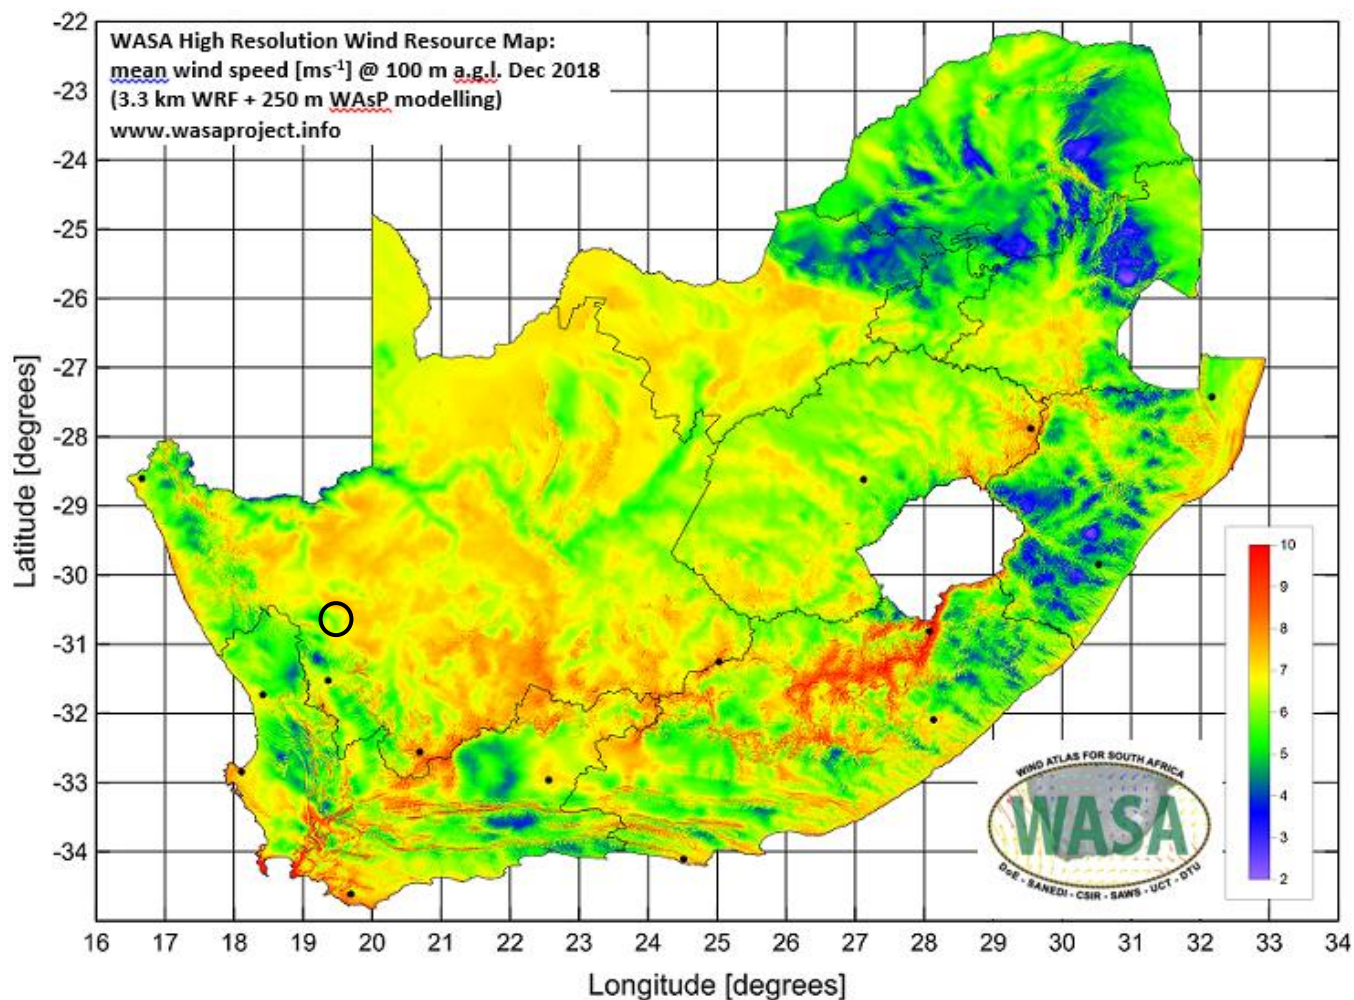 WASA High Resolution Wind Resource Map:
mean wind speed [ms-1] @ 100 m a.g.l. Dec 2018
(3.3 km WRF + 250 m WAsP modelling)
www.wasaproject.info
-22
-23
-24
-25
-26
-27
-28
-29
-30
-31
-32
-33
-34
Latitude [degrees]
10
9
8
7
6
5
4
3
2
WIND ATLAS FOR SOUTH AFRICA
WASA
DoE - SANEDI - CSIR - SAWS - UCT - DTU
16 17 18 19 20 21 22 23 24 25 26 27 28 29 30 31 32 33 34
Longitude [degrees]